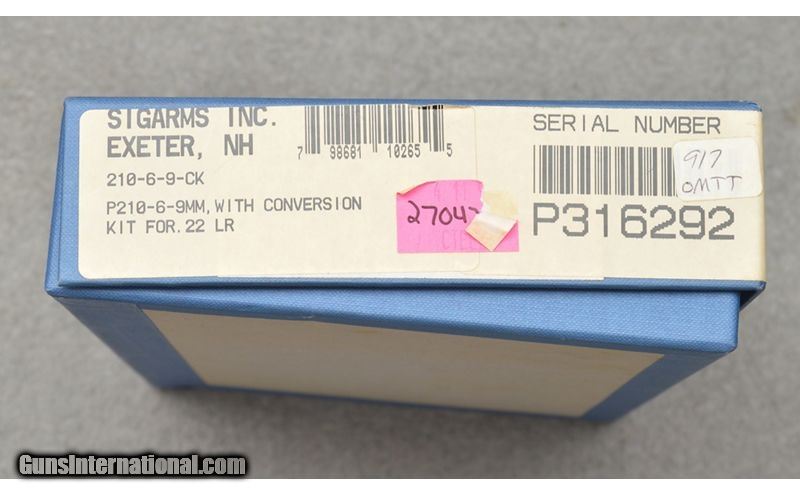 SIGARMS INC.
EXETER, NH
7 98681 10265 5
210-6-9-CK
P210-6-9MM, WITH CONVERSION
KIT FOR.22 LR
SERIAL NUMBER
P316292
917
OMTT
GunsInternational.com